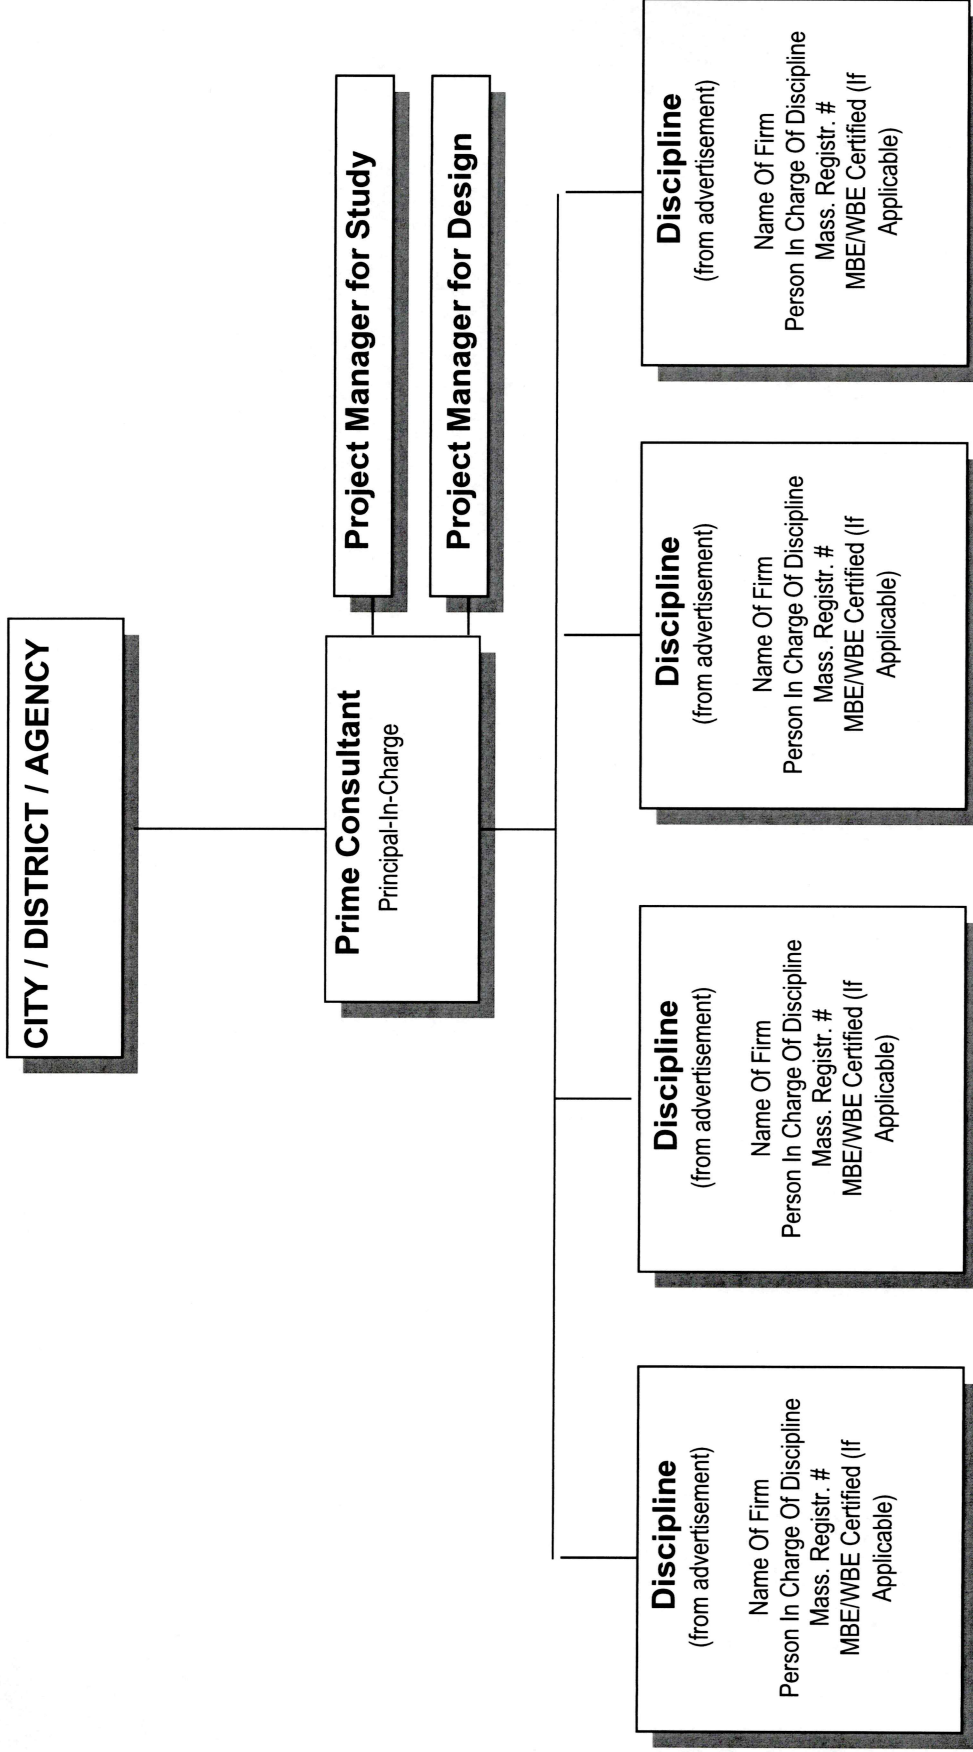 CITY / DISTRICT / AGENCY
Prime Consultant
Principal-In-Charge
Project Manager for Study
Project Manager for Design
Discipline
(from advertisement)
Name Of Firm
Person In Charge Of Discipline
Mass. Registr. #
MBE/WBE Certified (If
Applicable)
Discipline
(from advertisement)
Name Of Firm
Person In Charge Of Discipline
Mass. Registr. #
MBE/WBE Certified (If
Applicable)
Discipline
(from advertisement)
Name Of Firm
Person In Charge Of Discipline
Mass. Registr. #
MBE/WBE Certified (If
Applicable)
Discipline
(from advertisement)
Name Of Firm
Person In Charge Of Discipline
Mass. Registr. #
MBE/WBE Certified (If
Applicable)